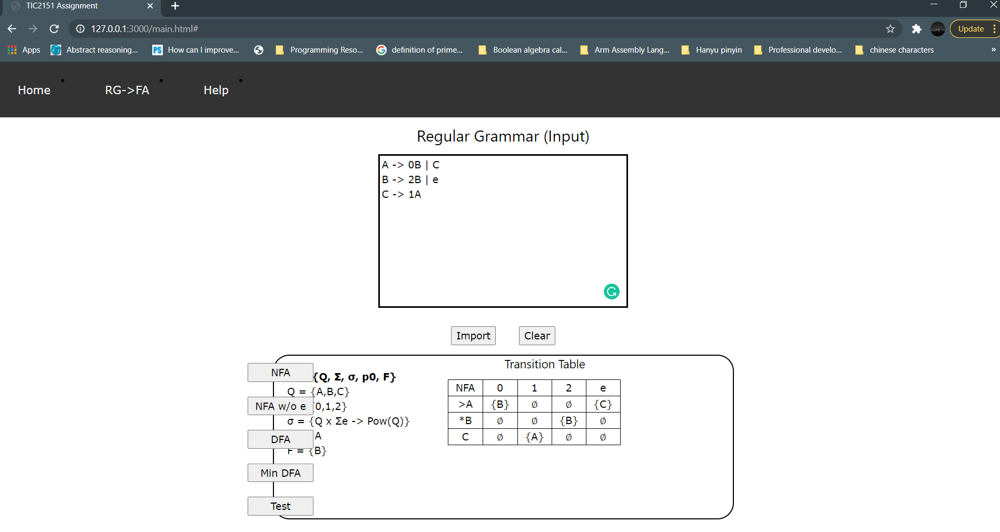 TIC2151 Assignment
127.0.0.1:3000/main.html#
Update
Apps
Abstract reasoning...
PS How can I improve...
Programming Reso...
definition of prime...
Boolean algebra cal...
Arm Assembly Lang...
Hanyu pinyin
Professional develo...
chinese characters
»
Home
RG->FA
Help
Regular Grammar (Input)
A -> 0B | C
B -> 2B | e
C -> 1A
Import
Clear
NFA
NFA w/o e
DFA
Min DFA
Test
{Q, Σ, σ, p0, F}
Q = {A,B,C}
{0,1,2}
σ = {Q x Σe -> Pow(Q)}
A
F = {B}
Transition Table
NFA 0 1 2 e
>A {B} ∅ ∅ {C}
*B ∅ ∅ {B} ∅
C ∅ {A} ∅ ∅